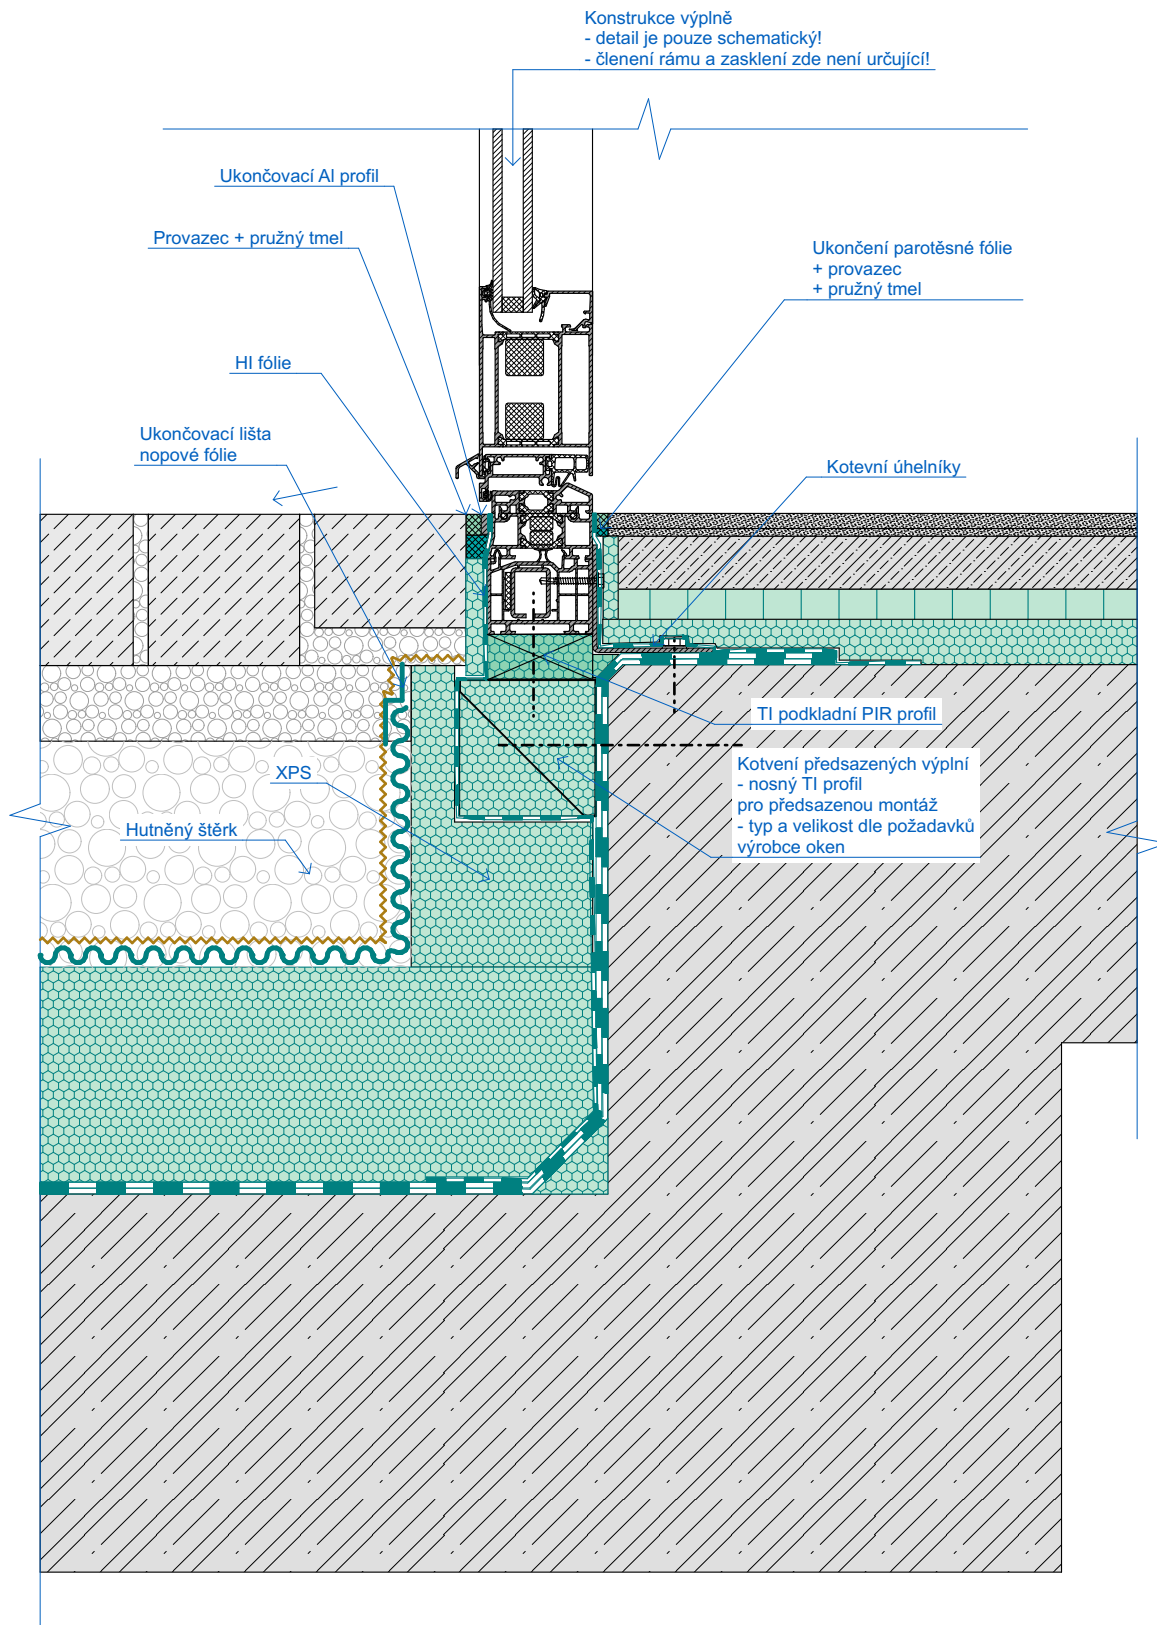 Konstrukce výplně
- detail je pouze schematický!
- členení rámu a zasklení zde není určující!
Ukončovací Al profil
Provazec + pružný tmel
Ukončení parotěsné fólie
+ provazec
+ pružný tmel
HI fólie
Ukončovací lišta
nopové fólie
Kotevní úhelníky
TI podkladní PIR profil
XPS
Kotvení předsazených výplní
- nosný TI profil
pro předsazenou montáž
- typ a velikost dle požadavků
výrobce oken
Hutněný štěrk